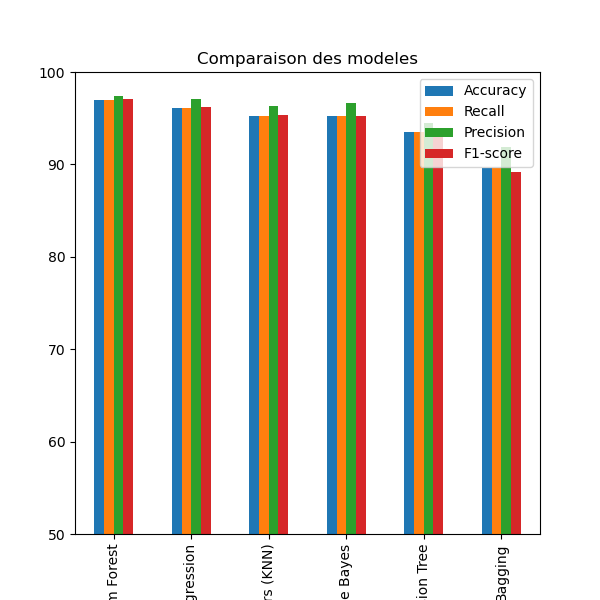 Comparaison des modeles
100
90
80
70
60
50
Accuracy
Recall
Precision
F1-score
m Forest
gression
rs (KNN)
e Bayes
ion Tree
Bagging